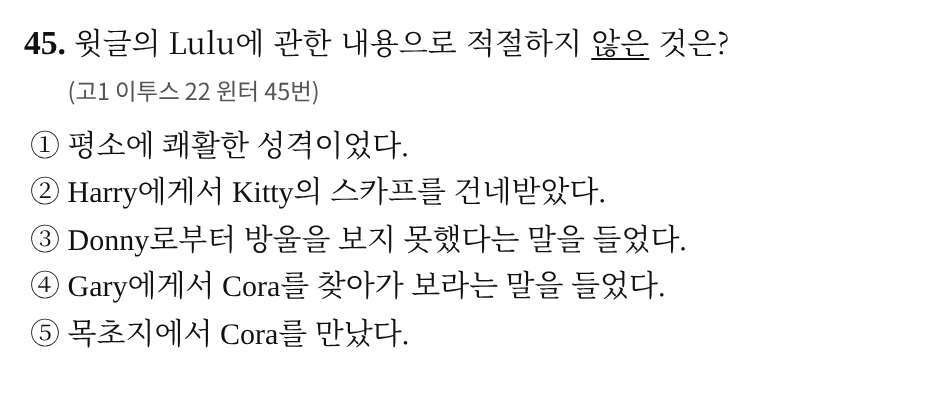 45. 윗글의 Lulu에 관한 내용으로 적절하지 않은 것은?
(고1 이투스 22 윈터 45번)
① 평소에 쾌활한 성격이었다.
② Harry에게서 Kitty의 스카프를 건네받았다.
③ Donny로부터 방울을 보지 못했다는 말을 들었다.
④ Gary에게서 Cora를 찾아가 보라는 말을 들었다.
⑤ 목초지에서 Cora를 만났다.